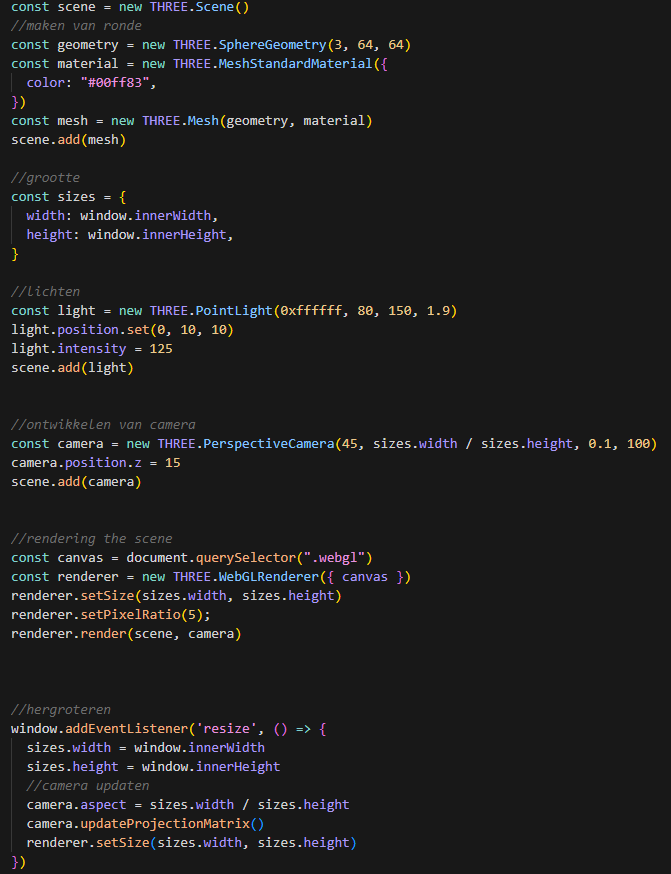 const scene = new THREE.Scene()
//maken van ronde
const geometry = new THREE.SphereGeometry(3, 64, 64)
const material = new THREE.MeshStandardMaterial({
  color: "#00ff83",
})
const mesh = new THREE.Mesh(geometry, material)
scene.add(mesh)

//grootte
const sizes = {
  width: window.innerWidth,
  height: window.innerHeight,
}

//lichten
const light = new THREE.PointLight(0xffffff, 80, 150, 1.9)
light.position.set(0, 10, 10)
light.intensity = 125
scene.add(light)


//ontwikkelen van camera
const camera = new THREE.PerspectiveCamera(45, sizes.width / sizes.height, 0.1, 100)
camera.position.z = 15
scene.add(camera)


//rendering the scene
const canvas = document.querySelector(".webgl")
const renderer = new THREE.WebGLRenderer({ canvas })
renderer.setSize(sizes.width, sizes.height)
renderer.setPixelRatio(5);
renderer.render(scene, camera)



//hergroteren
window.addEventListener('resize', () => {
  sizes.width = window.innerWidth
  sizes.height = window.innerHeight
  //camera updaten
  camera.aspect = sizes.width / sizes.height
  camera.updateProjectionMatrix()
  renderer.setSize(sizes.width, sizes.height)
})